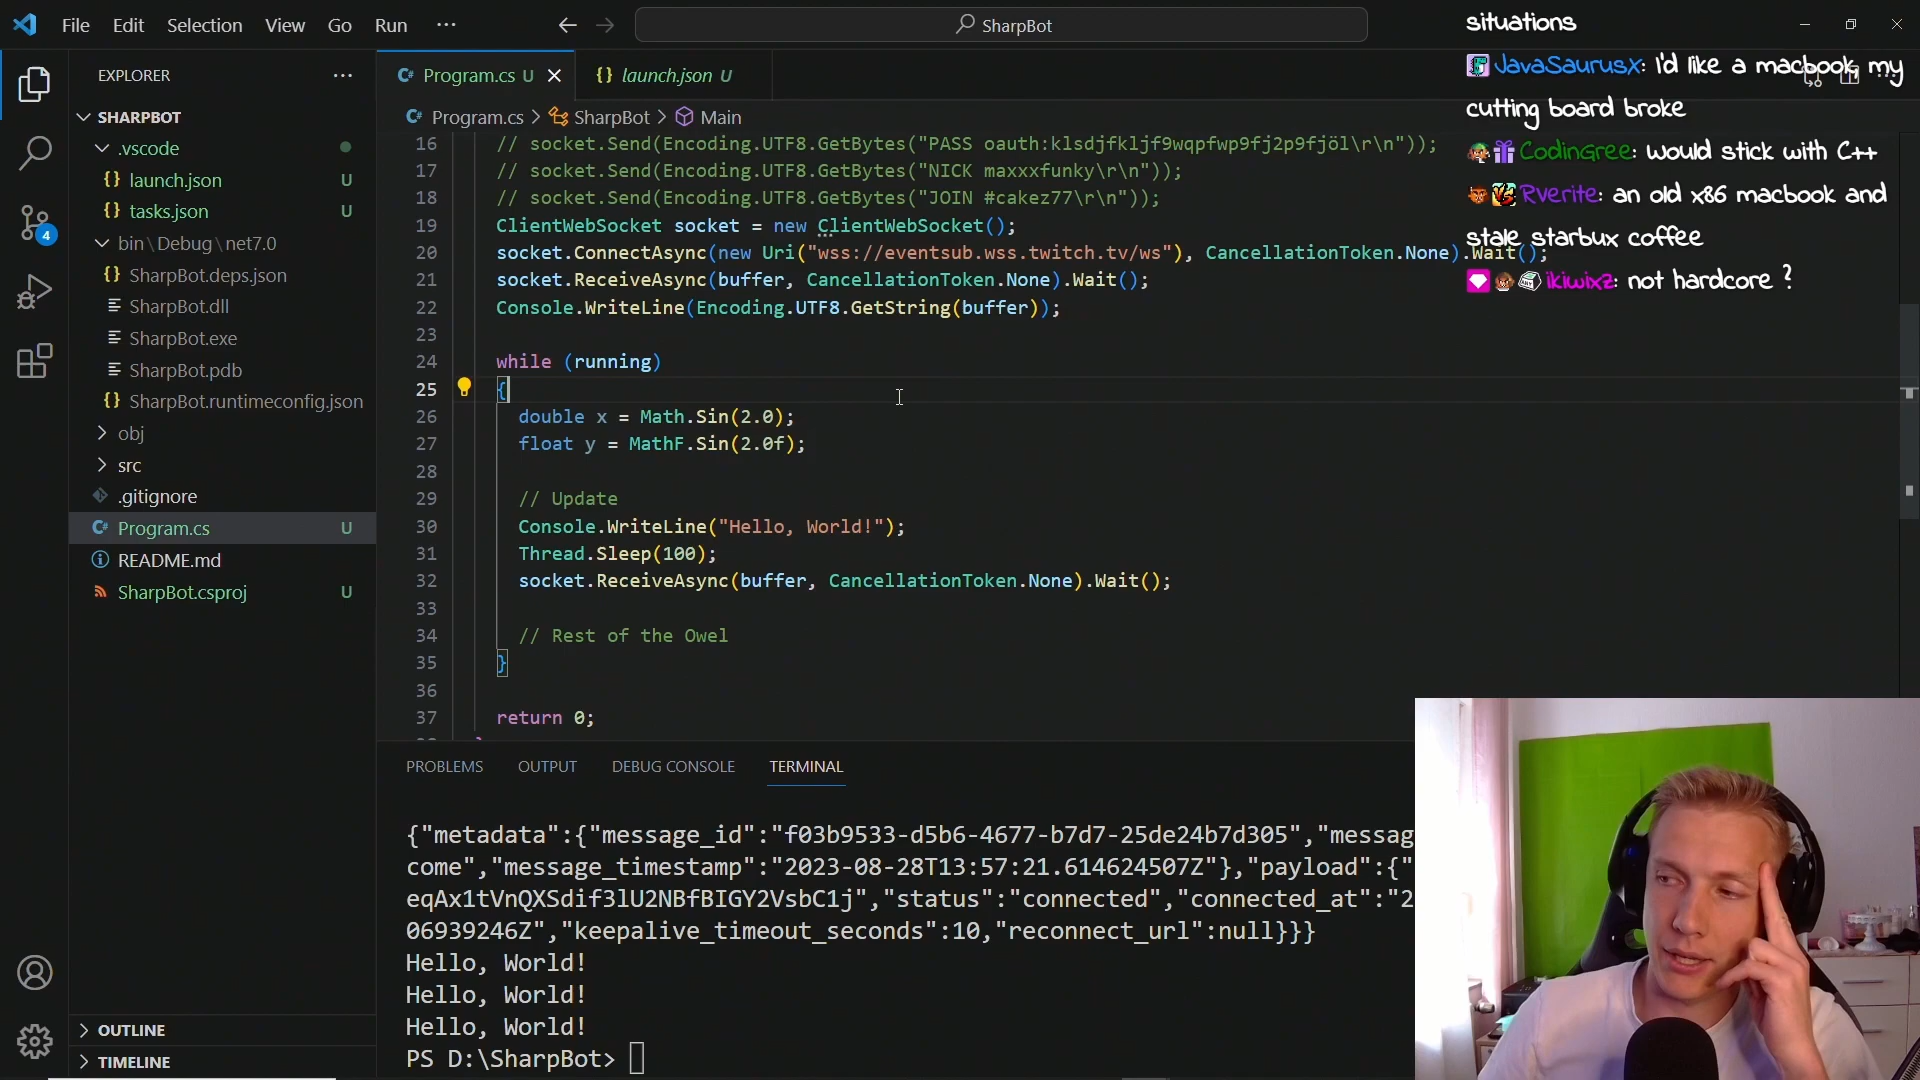 File Edit Selection View Go Run ···
SharpBot
EXPLORER
SHARPBOT
.vscode
launch.json U
tasks.json U
bin\Debug\net7.0
SharpBot.deps.json
SharpBot.dll
SharpBot.exe
SharpBot.pdb
SharpBot.runtimeconfig.json
obj
src
.gitignore
Program.cs U
README.md
SharpBot.csproj U
OUTLINE
TIMELINE
4
Program.cs U
launch.json U
Program.cs > SharpBot > Main
16 // socket.Send(Encoding.UTF8.GetBytes("PASS oauth:klsdjfkljf9wqpfwp9fj2p9fjöl\r\n"));
17 // socket.Send(Encoding.UTF8.GetBytes("NICK maxxxfunky\r\n"));
18 // socket.Send(Encoding.UTF8.GetBytes("JOIN #cakez77\r\n"));
19 ClientWebSocket socket = new ClientWebSocket();
20 socket.ConnectAsync(new Uri("wss://eventsub.wss.twitch.tv/ws"), CancellationToken.None).Wait();
21 socket.ReceiveAsync(buffer, CancellationToken.None).Wait();
22 Console.WriteLine(Encoding.UTF8.GetString(buffer));
23
24 while (running)
25 {
26 double x = Math.Sin(2.0);
27 float y = MathF.Sin(2.0f);
28
29 // Update
30 Console.WriteLine("Hello, World!");
31 Thread.Sleep(100);
32 socket.ReceiveAsync(buffer, CancellationToken.None).Wait();
33
34 // Rest of the Owel
35 }
36
37 return 0;
PROBLEMS OUTPUT DEBUG CONSOLE TERMINAL
{"metadata":{"message_id":"f03b9533-d5b6-4677-b7d7-25de24b7d305","messag
come","message_timestamp":"2023-08-28T13:57:21.614624507Z"},"payload":{"
eqAx1tVnQXSdif3lU2NBfBIGY2VsbC1j","status":"connected","connected_at":"2
06939246Z","keepalive_timeout_seconds":10,"reconnect_url":null}}}
Hello, World!
Hello, World!
Hello, World!
PS D:\SharpBot>
situations
JavaSaurusX: I'd like a macbook, my
cutting board broke
CodinGree: would stick with C++
Rverite: an old x86 macbook and
stale starbux coffee
ikiwixz: not hardcore ?